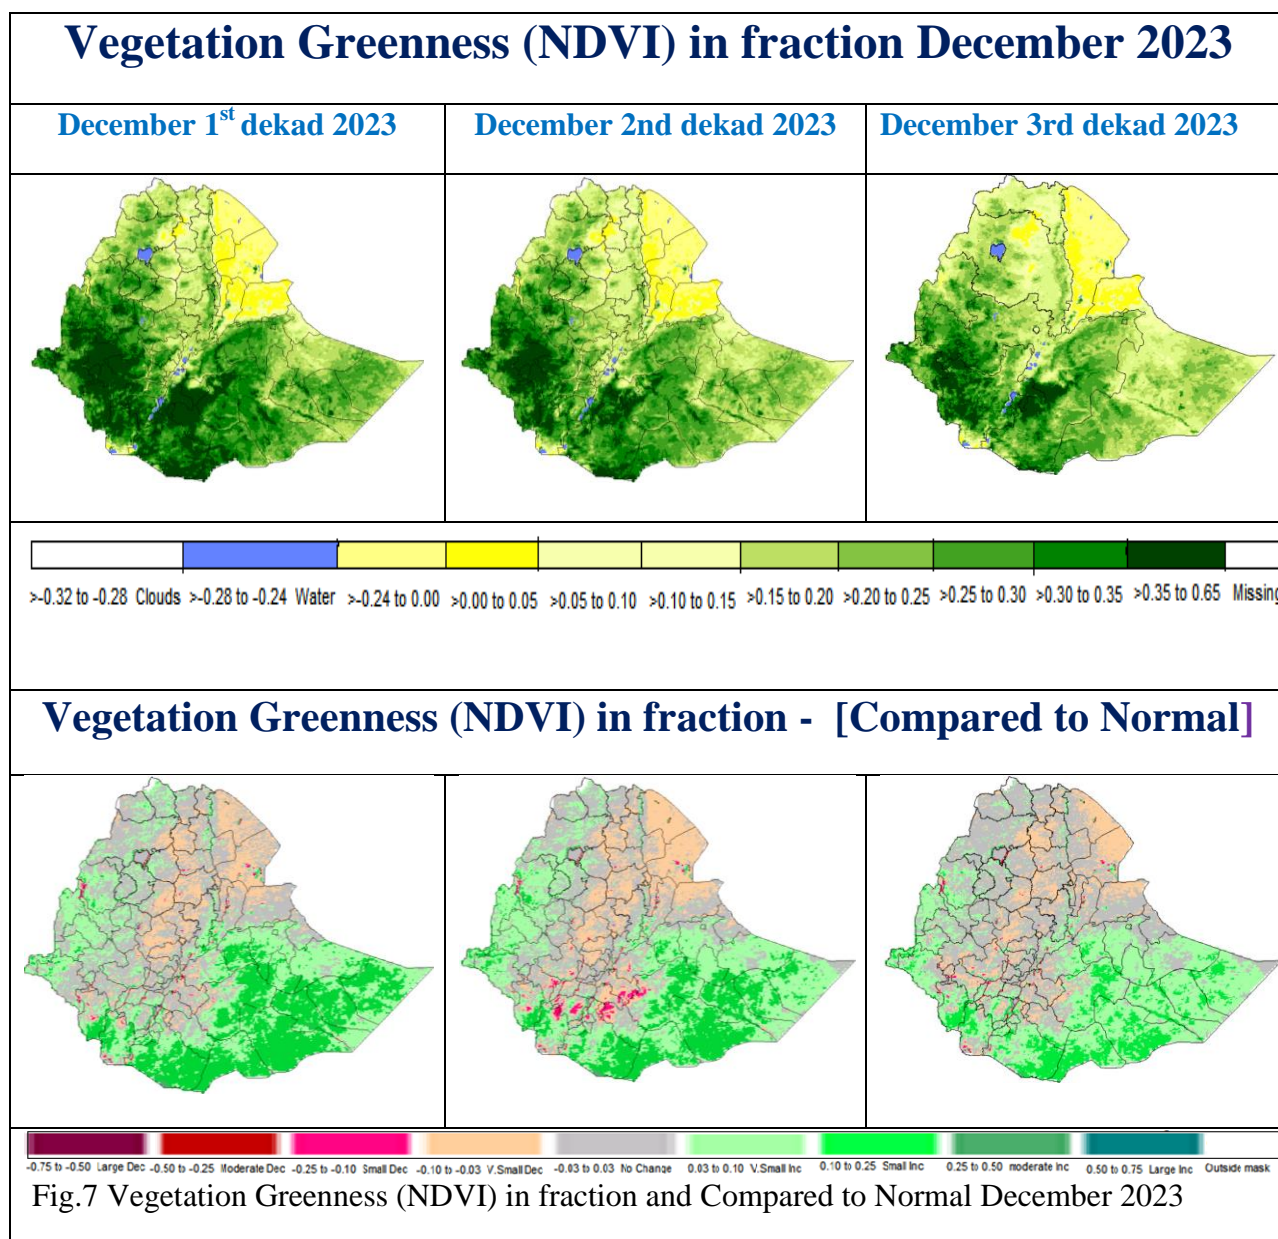 Vegetation Greenness (NDVI) in fraction December 2023
December 1st dekad 2023
December 2nd dekad 2023
December 3rd dekad 2023
>-0.32 to -0.28 Clouds >-0.28 to -0.24 Water >-0.24 to 0.00 >0.00 to 0.05 >0.05 to 0.10 >0.10 to 0.15 >0.15 to 0.20 >0.20 to 0.25 >0.25 to 0.30 >0.30 to 0.35 >0.35 to 0.65 Missing
Vegetation Greenness (NDVI) in fraction - [Compared to Normal]
-0.75 to -0.50 Large Dec -0.50 to -0.25 Moderate Dec -0.25 to -0.10 Small Dec -0.10 to -0.03 V.Small Dec -0.03 to 0.03 No Change 0.03 to 0.10 V.Small Inc 0.10 to 0.25 Small Inc 0.25 to 0.50 moderate Inc 0.50 to 0.75 Large Inc Outside mask
Fig.7 Vegetation Greenness (NDVI) in fraction and Compared to Normal December 2023